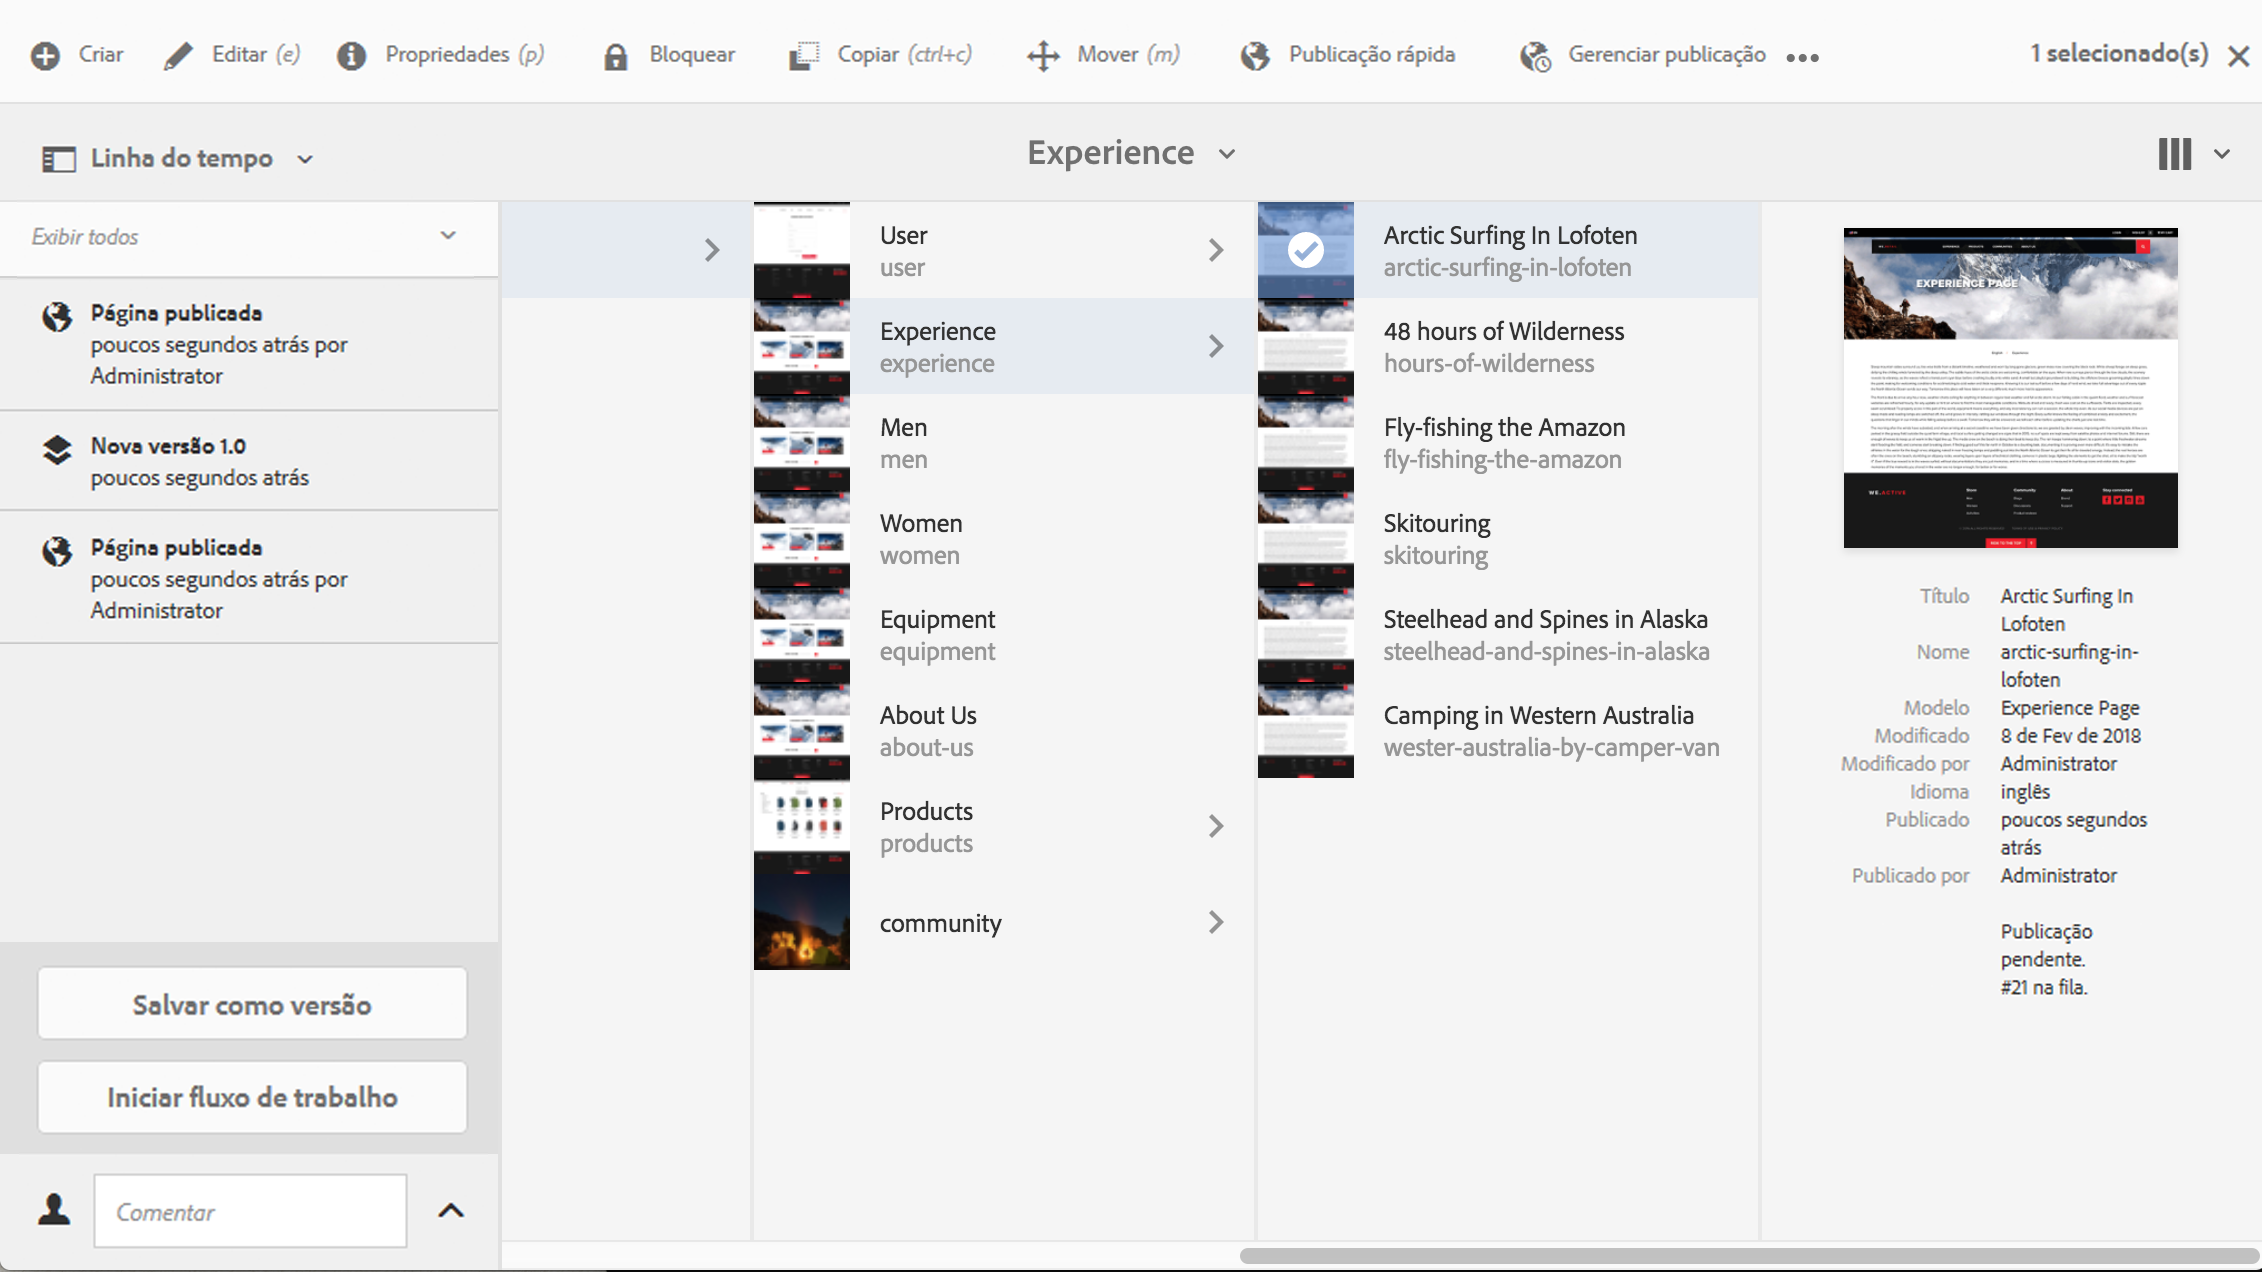 Criar
Editar (e)
Propriedades (p)
Bloquear
Copiar (ctrl+c)
Mover (m)
Publicação rápida
Gerenciar publicação
1 selecionado(s)
Linha do tempo
Experience
Exibir todos
Página publicada
poucos segundos atrás por
Administrator
Nova versão 1.0
poucos segundos atrás
Página publicada
poucos segundos atrás por
Administrator
Salvar como versão
Iniciar fluxo de trabalho
Comentar
User
user
Experience
experience
Men
men
Women
women
Equipment
equipment
About Us
about-us
Products
products
community
Arctic Surfing In Lofoten
arctic-surfing-in-lofoten
48 hours of Wilderness
hours-of-wilderness
Fly-fishing the Amazon
fly-fishing-the-amazon
Skitouring
skitouring
Steelhead and Spines in Alaska
steelhead-and-spines-in-alaska
Camping in Western Australia
wester-australia-by-camper-van
EXPERIENCE PAGE
WE.ACTIVE
Título Arctic Surfing In
Lofoten
Nome arctic-surfing-in-
lofoten
Modelo Experience Page
Modificado 8 de Fev de 2018
Modificado por Administrator
Idioma inglês
Publicado poucos segundos
atrás
Publicado por Administrator
Publicação
pendente.
#21 na fila.